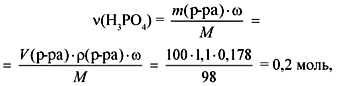 ν(H₃PO₄) = m(р-ра)·ω / M =
= V(р-ра)·ρ(р-ра)·ω / M = 100·1,1·0,178 / 98 = 0,2 моль,